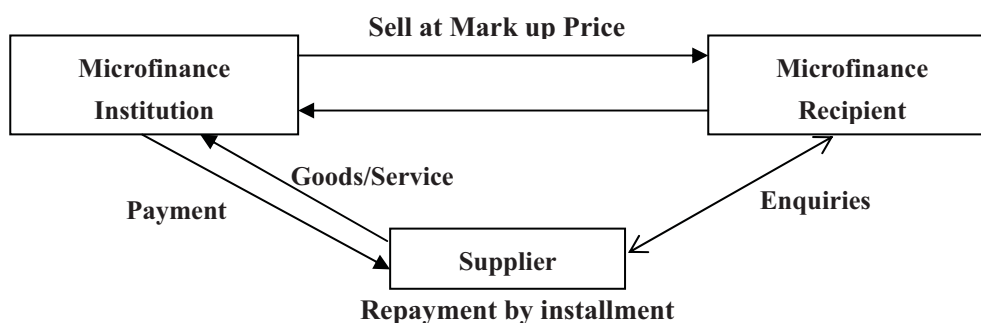 Sell at Mark up Price
Microfinance
Institution
Microfinance
Recipient
Goods/Service
Payment
Enquiries
Supplier
Repayment by installment